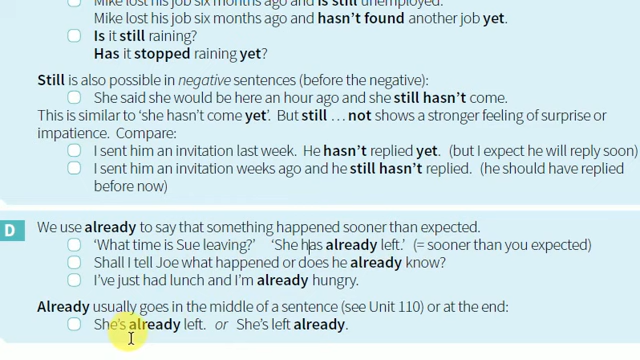 Mike lost his job six months ago and is still unemployed.
Mike lost his job six months ago and hasn't found another job yet.
Is it still raining?
Has it stopped raining yet?
Still is also possible in negative sentences (before the negative):
She said she would be here an hour ago and she still hasn't come.
This is similar to 'she hasn't come yet'. But still … not shows a stronger feeling of surprise or
impatience. Compare:
I sent him an invitation last week. He hasn't replied yet. (but I expect he will reply soon)
I sent him an invitation weeks ago and he still hasn't replied. (he should have replied
before now)
D
We use already to say that something happened sooner than expected.
'What time is Sue leaving?' 'She has already left.' (= sooner than you expected)
Shall I tell Joe what happened or does he already know?
I've just had lunch and I'm already hungry.
Already usually goes in the middle of a sentence (see Unit 110) or at the end:
She's already left. or She's left already.